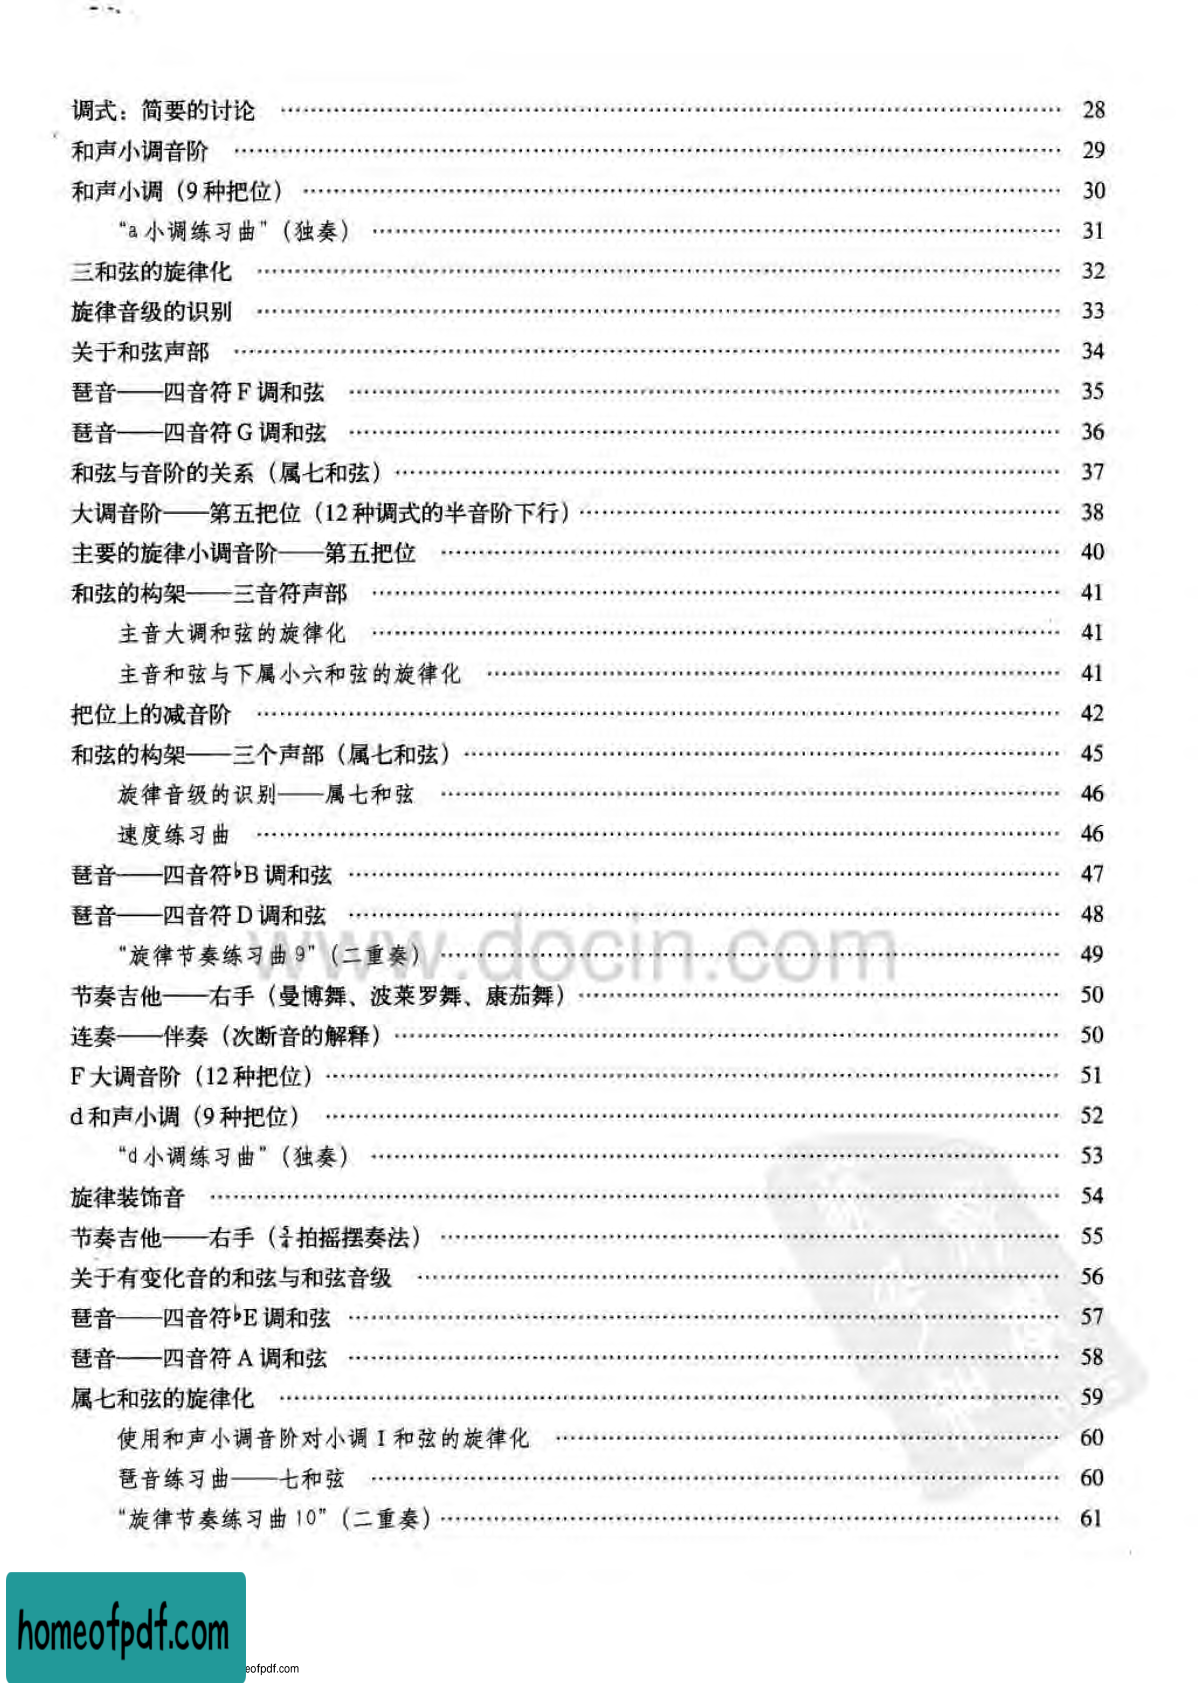 调式：简要的讨论 …… 28
和声小调音阶 …… 29
和声小调（9种把位） …… 30
“a小调练习曲”（独奏） …… 31
三和弦的旋律化 …… 32
旋律音级的识别 …… 33
关于和弦声部 …… 34
琶音——四音符F调和弦 …… 35
琶音——四音符G调和弦 …… 36
和弦与音阶的关系（属七和弦） …… 37
大调音阶——第五把位（12种调式的半音阶下行） …… 38
主要的旋律小调音阶——第五把位 …… 40
和弦的构架——三音符声部 …… 41
主音大调和弦的旋律化 …… 41
主音和弦与下属小六和弦的旋律化 …… 41
把位上的减音阶 …… 42
和弦的构架——三个声部（属七和弦） …… 45
旋律音级的识别——属七和弦 …… 46
速度练习曲 …… 46
琶音——四音符♭B调和弦 …… 47
琶音——四音符D调和弦 …… 48
www.docin.com
“旋律节奏练习曲9”（二重奏） …… 49
节奏吉他——右手（曼博舞、波莱罗舞、康茄舞） …… 50
连奏——伴奏（次断音的解释） …… 50
F大调音阶（12种把位） …… 51
d和声小调（9种把位） …… 52
“d小调练习曲”（独奏） …… 53
旋律装饰音 …… 54
节奏吉他——右手（5/4拍摇摆奏法） …… 55
关于有变化音的和弦与和弦音级 …… 56
琶音——四音符♭E调和弦 …… 57
琶音——四音符A调和弦 …… 58
属七和弦的旋律化 …… 59
使用和声小调音阶对小调I和弦的旋律化 …… 60
琶音练习曲——七和弦 …… 60
“旋律节奏练习曲10”（二重奏） …… 61
homeofpdf.com
eofpdf.com